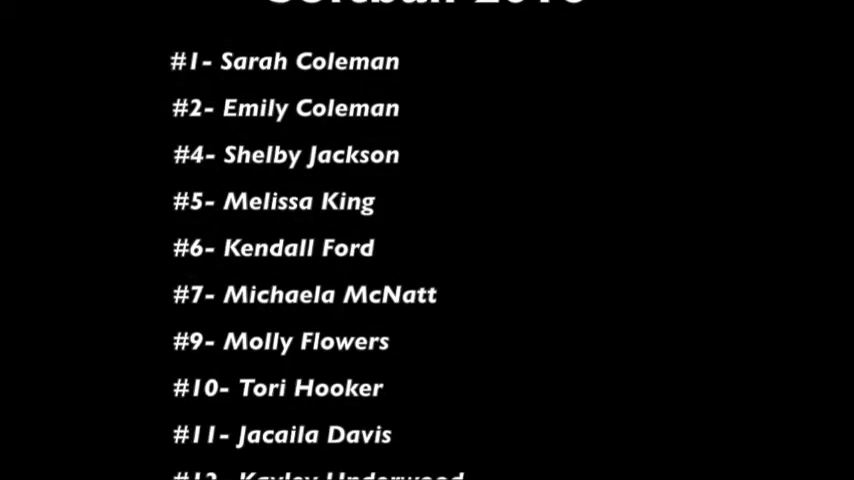 #1- Sarah Coleman
#2- Emily Coleman
#4- Shelby Jackson
#5- Melissa King
#6- Kendall Ford
#7- Michaela McNatt
#9- Molly Flowers
#10- Tori Hooker
#11- Jacaila Davis
Underwood